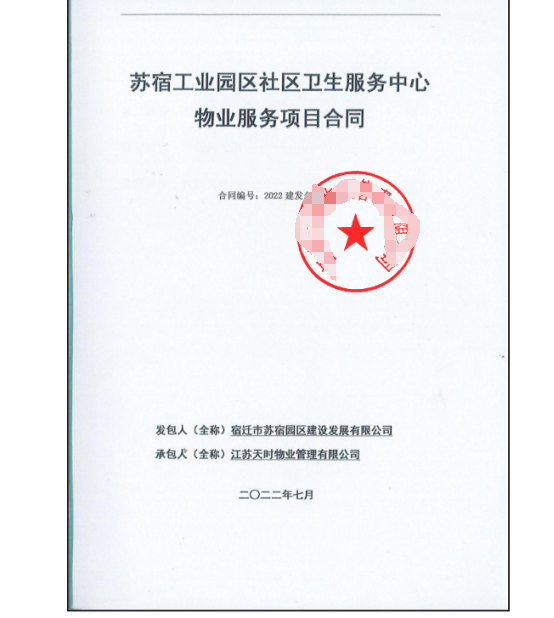 苏宿工业园区社区卫生服务中心
物业服务项目合同
合同编号：2022 建发
发包人（全称）宿迁市苏宿园区建设发展有限公司
承包人（全称）江苏天时物业管理有限公司
二〇二二年七月